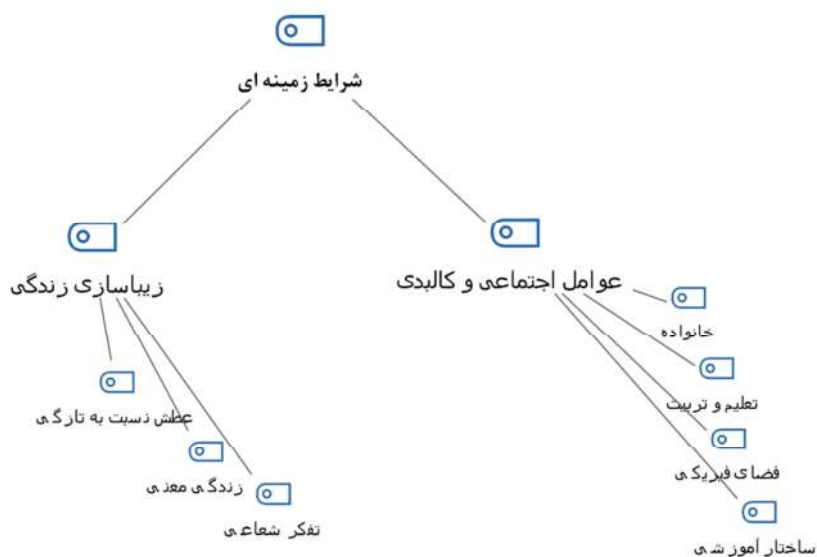 شرایط زمینه ای
عوامل اجتماعی و کالبدی
خانواده
تعلیم و تربیت
فضای فیزیکی
ساختار آموزشی
زیباسازی زندگی
عطش نسبت به تازگی
زندگی معنی
تفکر شعاعی